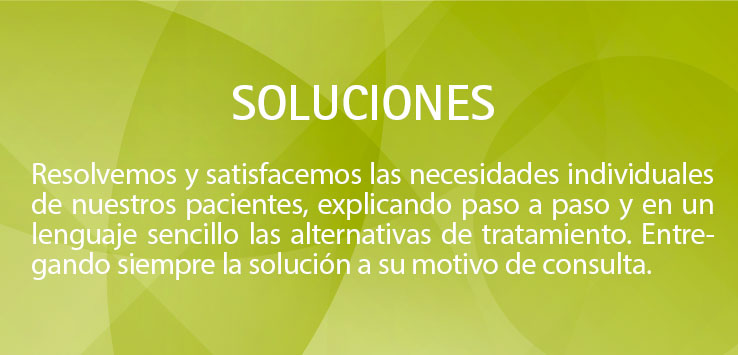 SOLUCIONES
Resolvemos y satisfacemos las necesidades individuales
de nuestros pacientes, explicando paso a paso y en un
lenguaje sencillo las alternativas de tratamiento. Entre-
gando siempre la solución a su motivo de consulta.